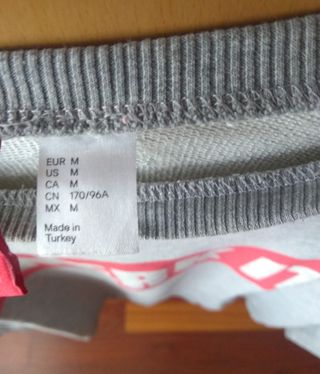 EUR M
US M
CA M
CN 170/96A
MX M
Made in
Turkey